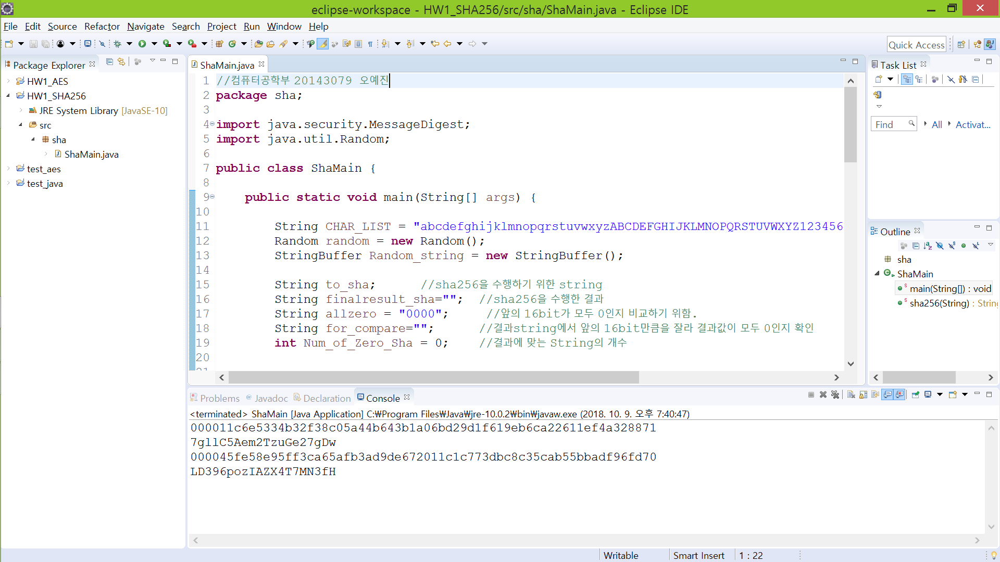 eclipse-workspace - HW1_SHA256/src/sha/ShaMain.java - Eclipse IDE
File Edit Source Refactor Navigate Search Project Run Window Help
Quick Access
Package Explorer
HW1_AES
HW1_SHA256
JRE System Library [JavaSE-10]
src
sha
ShaMain.java
test_aes
test_java
ShaMain.java
1 //컴퓨터공학부 20143079 오예진
2 package sha;
3
4 import java.security.MessageDigest;
5 import java.util.Random;
6
7 public class ShaMain {
8
9 public static void main(String[] args) {
10
11 String CHAR_LIST = "abcdefghijklmnopqrstuvwxyzABCDEFGHIJKLMNOPQRSTUVWXYZ123456
12 Random random = new Random();
13 StringBuffer Random_string = new StringBuffer();
14
15 String to_sha; //sha256을 수행하기 위한 string
16 String finalresult_sha=""; //sha256을 수행한 결과
17 String allzero = "0000"; //앞의 16bit가 모두 0인지 비교하기 위함.
18 String for_compare=""; //결과string에서 앞의 16bit만큼을 잘라 결과값이 모두 0인지 확인
19 int Num_of_Zero_Sha = 0; //결과에 맞는 String의 개수
20
21
Task List
Find All Activat...
Outline
sha
ShaMain
main(String[]) : void
sha256(String) : String
Problems @ Javadoc Declaration Console
<terminated> ShaMain [Java Application] C:₩Program Files₩Java₩jre-10.0.2₩bin₩javaw.exe (2018. 10. 9. 오후 7:40:47)
000011c6e5334b32f38c05a44b643b1a06bd29d1f619eb6ca22611ef4a328871
7gllC5Aem2TzuGe27gDw
000045fe58e95ff3ca65afb3ad9de672011c1c773dbc8c35cab55bbadf96fd70
LD396pozIAZX4T7MN3fH
Writable Smart Insert 1 : 22